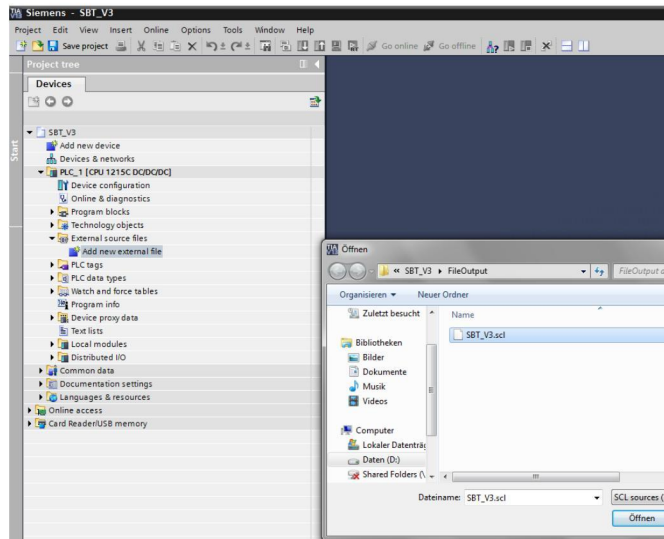 Siemens - SBT_V3
Project Edit View Insert Online Options Tools Window Help
Save project Go online Go offline
Project tree
Devices
Start
SBT_V3
Add new device
Devices & networks
PLC_1 [CPU 1215C DC/DC/DC]
Device configuration
Online & diagnostics
Program blocks
Technology objects
External source files
Add new external file
PLC tags
PLC data types
Watch and force tables
Program info
Device proxy data
Text lists
Local modules
Distributed I/O
Common data
Documentation settings
Languages & resources
Online access
Card Reader/USB memory
Öffnen
« SBT_V3 FileOutput
FileOutput
Organisieren Neuer Ordner
Zuletzt besucht
Bibliotheken
Bilder
Dokumente
Musik
Videos
Computer
Lokaler Datenträ
Daten (D:)
Shared Folders (\
Name
SBT_V3.scl
Dateiname: SBT_V3.scl
SCL sources (
Öffnen